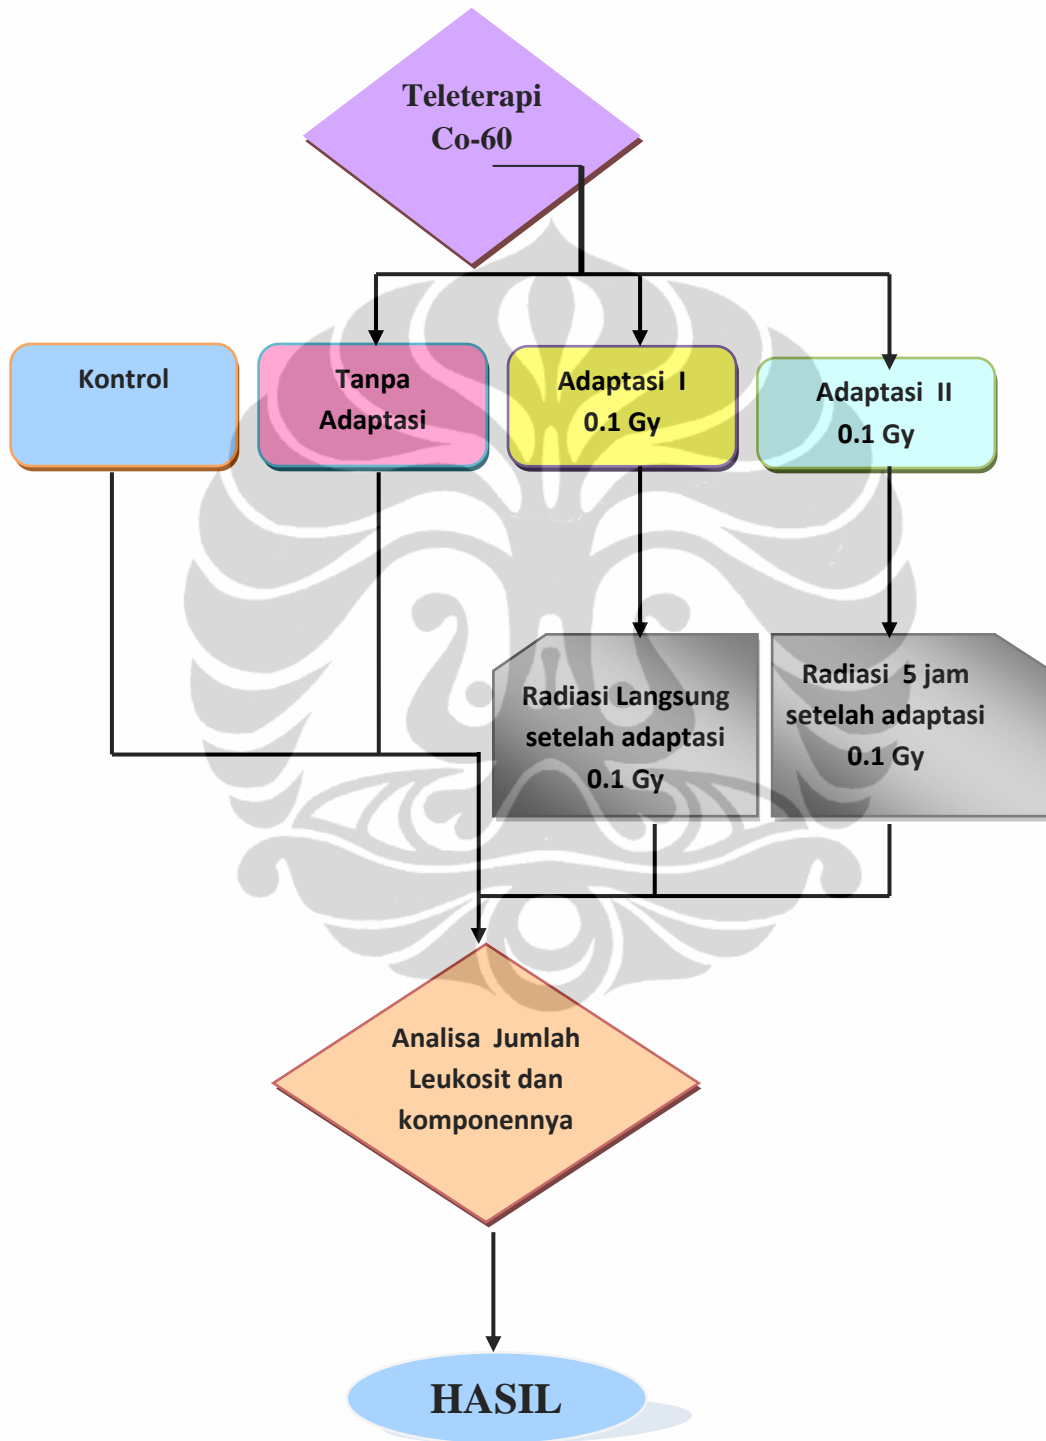 Teleterapi
Co-60
Kontrol
Tanpa
Adaptasi
Adaptasi I
0.1 Gy
Adaptasi II
0.1 Gy
Radiasi Langsung
setelah adaptasi
0.1 Gy
Radiasi 5 jam
setelah adaptasi
0.1 Gy
Analisa Jumlah
Leukosit dan
komponennya
HASIL